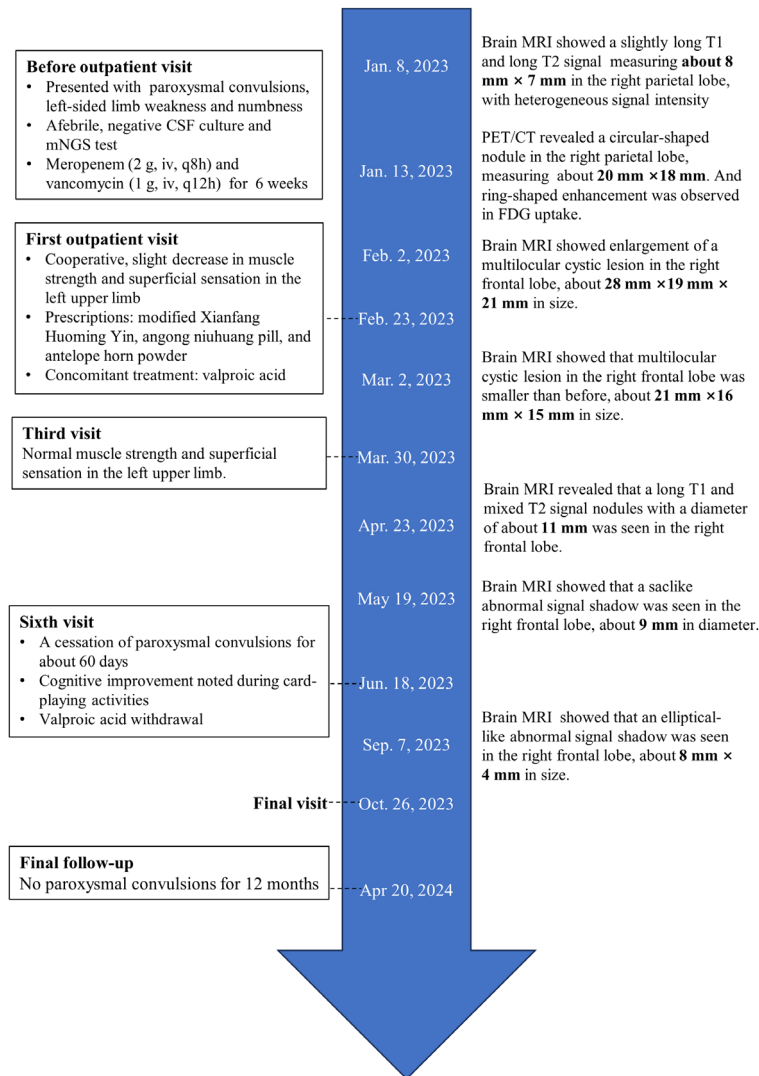 Before outpatient visit
• Presented with paroxysmal convulsions,
left-sided limb weakness and numbness
• Afebrile, negative CSF culture and
mNGS test
• Meropenem (2 g, iv, q8h) and
vancomycin (1 g, iv, q12h) for 6 weeks
First outpatient visit
• Cooperative, slight decrease in muscle
strength and superficial sensation in the
left upper limb
• Prescriptions: modified Xianfang
Huoming Yin, angong niuhuang pill, and
antelope horn powder
• Concomitant treatment: valproic acid
Third visit
Normal muscle strength and superficial
sensation in the left upper limb.
Sixth visit
• A cessation of paroxysmal convulsions for
about 60 days
• Cognitive improvement noted during card-
playing activities
• Valproic acid withdrawal
Final visit
Final follow-up
No paroxysmal convulsions for 12 months
Jan. 8, 2023
Jan. 13, 2023
Feb. 2, 2023
Feb. 23, 2023
Mar. 2, 2023
Mar. 30, 2023
Apr. 23, 2023
May 19, 2023
Jun. 18, 2023
Sep. 7, 2023
Oct. 26, 2023
Apr 20, 2024
Brain MRI showed a slightly long T1
and long T2 signal measuring about 8
mm × 7 mm in the right parietal lobe,
with heterogeneous signal intensity
PET/CT revealed a circular-shaped
nodule in the right parietal lobe,
measuring about 20 mm ×18 mm. And
ring-shaped enhancement was observed
in FDG uptake.
Brain MRI showed enlargement of a
multilocular cystic lesion in the right
frontal lobe, about 28 mm ×19 mm ×
21 mm in size.
Brain MRI showed that multilocular
cystic lesion in the right frontal lobe was
smaller than before, about 21 mm ×16
mm × 15 mm in size.
Brain MRI revealed that a long T1 and
mixed T2 signal nodules with a diameter
of about 11 mm was seen in the right
frontal lobe.
Brain MRI showed that a saclike
abnormal signal shadow was seen in the
right frontal lobe, about 9 mm in diameter.
Brain MRI showed that an elliptical-
like abnormal signal shadow was seen
in the right frontal lobe, about 8 mm ×
4 mm in size.